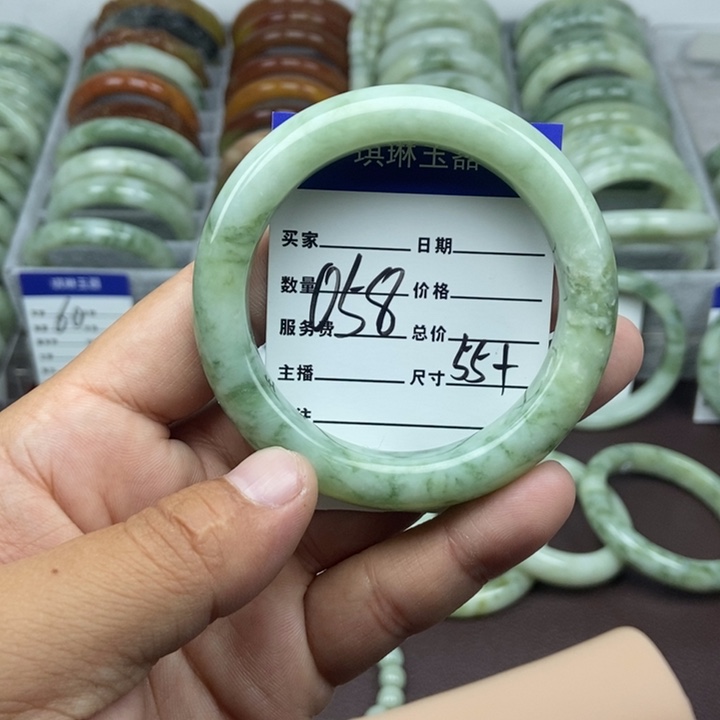 琪琳玉器
买家 日期
数量 058 价格
服务费 总价
主播 尺寸 55+
注
60